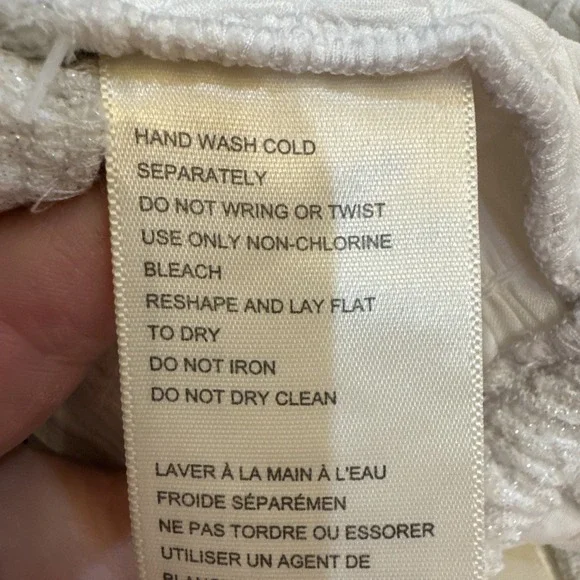 HAND WASH COLD
SEPARATELY
DO NOT WRING OR TWIST
USE ONLY NON-CHLORINE
BLEACH
RESHAPE AND LAY FLAT
TO DRY
DO NOT IRON
DO NOT DRY CLEAN
LAVER À LA MAIN À L'EAU
FROIDE SÉPARÉMEN
NE PAS TORDRE OU ESSORER
UTILISER UN AGENT DE